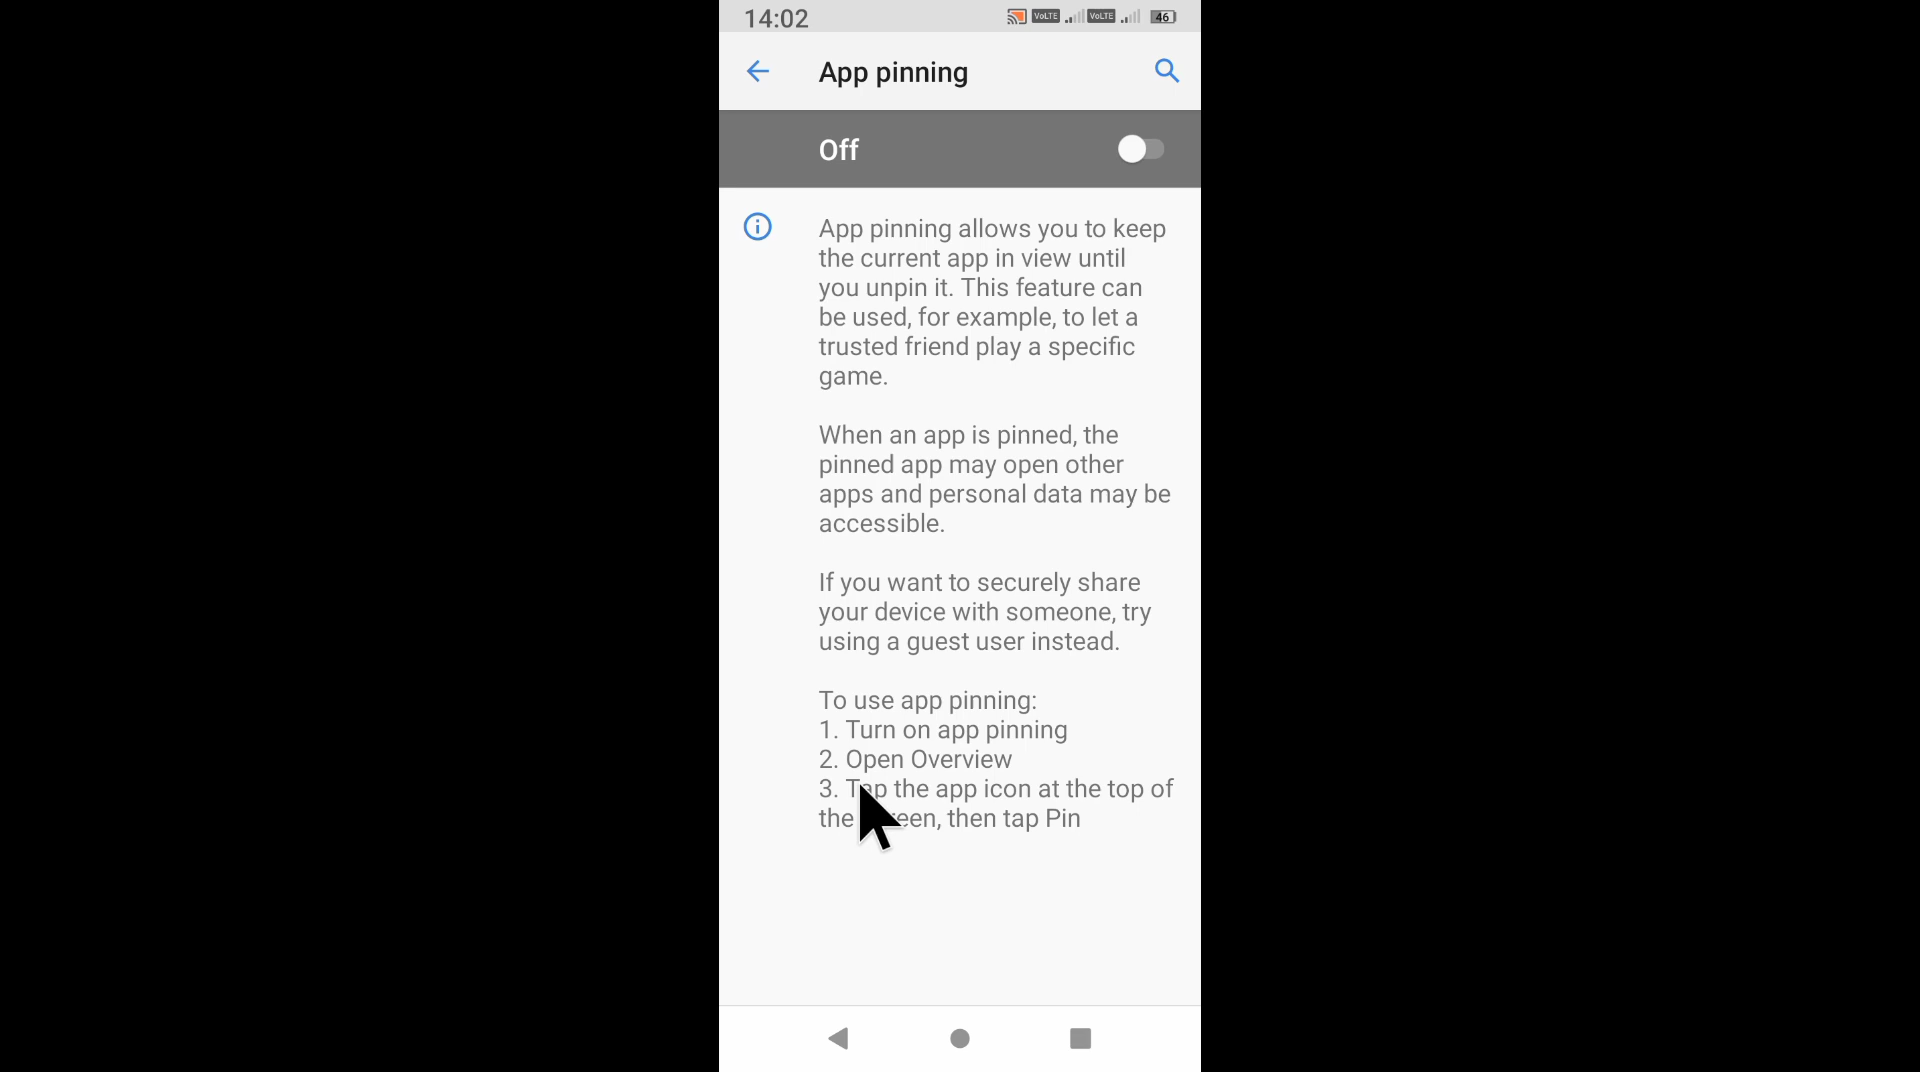 14:02
VoLTE VoLTE 46
App pinning
Off
App pinning allows you to keep
the current app in view until
you unpin it. This feature can
be used, for example, to let a
trusted friend play a specific
game.
When an app is pinned, the
pinned app may open other
apps and personal data may be
accessible.
If you want to securely share
your device with someone, try
using a guest user instead.
To use app pinning:
1. Turn on app pinning
2. Open Overview
3. Tap the app icon at the top of
the screen, then tap Pin